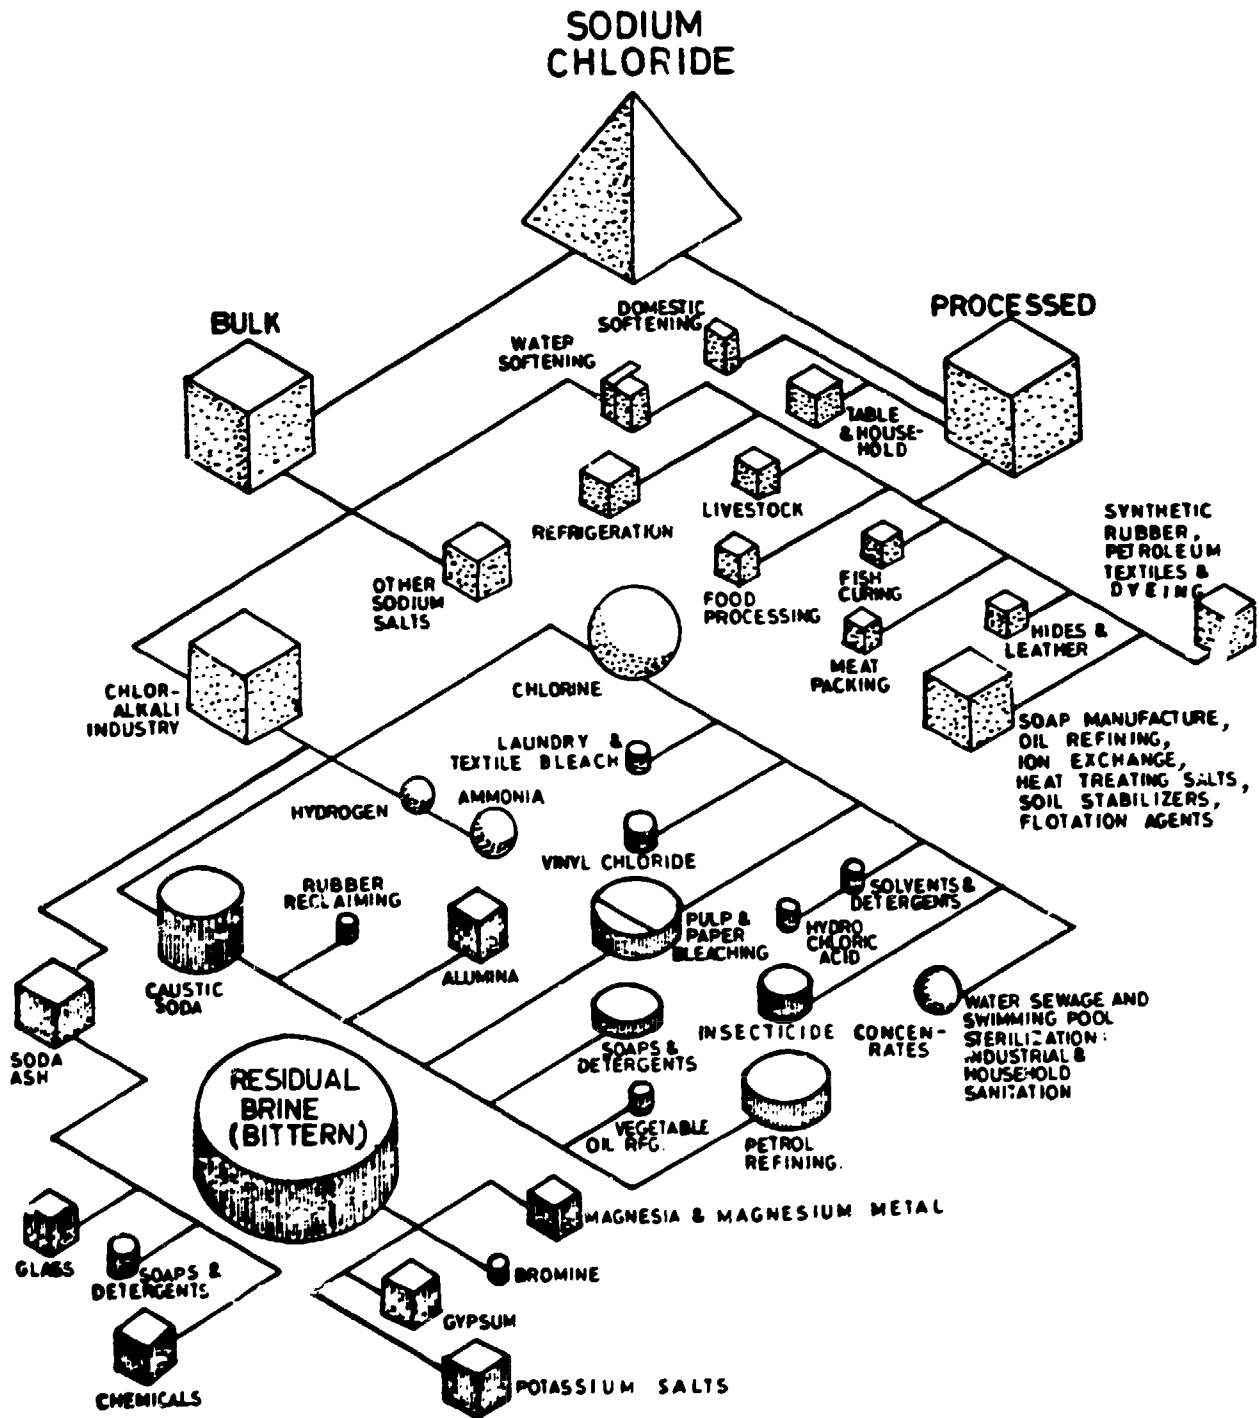 SODIUM
CHLORIDE
BULK
DOMESTIC
SOFTENING
PROCESSED
WATER
SOFTENING
TABLE
& HOUSE-
HOLD
REFRIGERATION
LIVESTOCK
SYNTHETIC
RUBBER,
PETROLEUM
TEXTILES &
DYEING
OTHER
SODIUM
SALTS
FOOD
PROCESSING
FISH
CURING
MEAT
PACKING
HIDES &
LEATHER
CHLOR-
ALKALI
INDUSTRY
CHLORINE
SOAP MANUFACTURE,
OIL REFINING,
ION EXCHANGE,
HEAT TREATING SALTS,
SOIL STABILIZERS,
FLOTATION AGENTS
LAUNDRY &
TEXTILE BLEACH
HYDROGEN
AMMONIA
VINYL CHLORIDE
RUBBER
RECLAIMING
SOLVENTS &
DETERGENTS
PULP &
PAPER
BLEACHING
HYDRO
CHLORIC
ACID
CAUSTIC
SODA
ALUMINA
INSECTICIDE CONCEN-
RATES
WATER SEWAGE AND
SWIMMING POOL
STERILIZATION:
INDUSTRIAL &
HOUSEHOLD
SANITATION
SODA
ASH
SOAPS &
DETERGENTS
RESIDUAL
BRINE
(BITTERN)
VEGETABLE
OIL RFG.
PETROL
REFINING.
MAGNESIA & MAGNESIUM METAL
GLASS
SOAPS &
DETERGENTS
BROMINE
GYPSUM
CHEMICALS
POTASSIUM SALTS